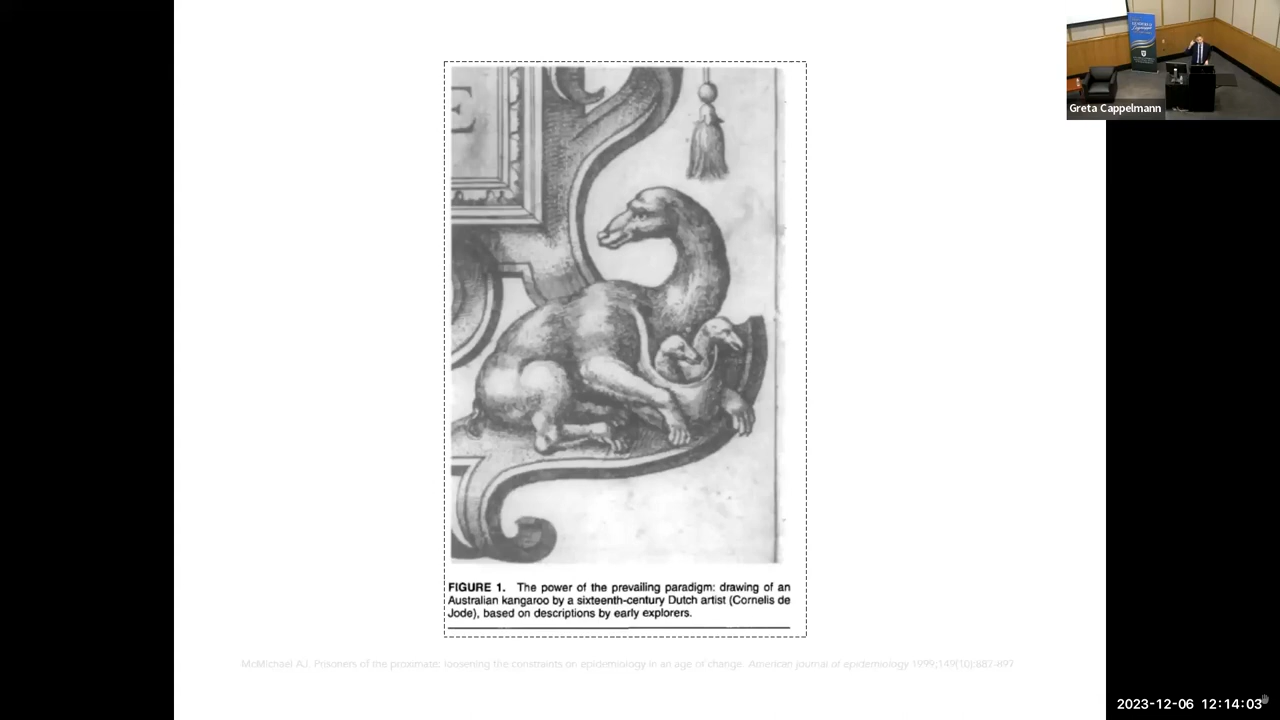 Greta Cappelmann
E
FIGURE 1. The power of the prevailing paradigm: drawing of an
Australian kangaroo by a sixteenth-century Dutch artist (Cornelis de
Jode), based on descriptions by early explorers.
McMichael AJ. Prisoners of the proximate: loosening the constraints on epidemiology in an age of change. American journal of epidemiology 1999;149(10):887-897
2023-12-06 12:14:03